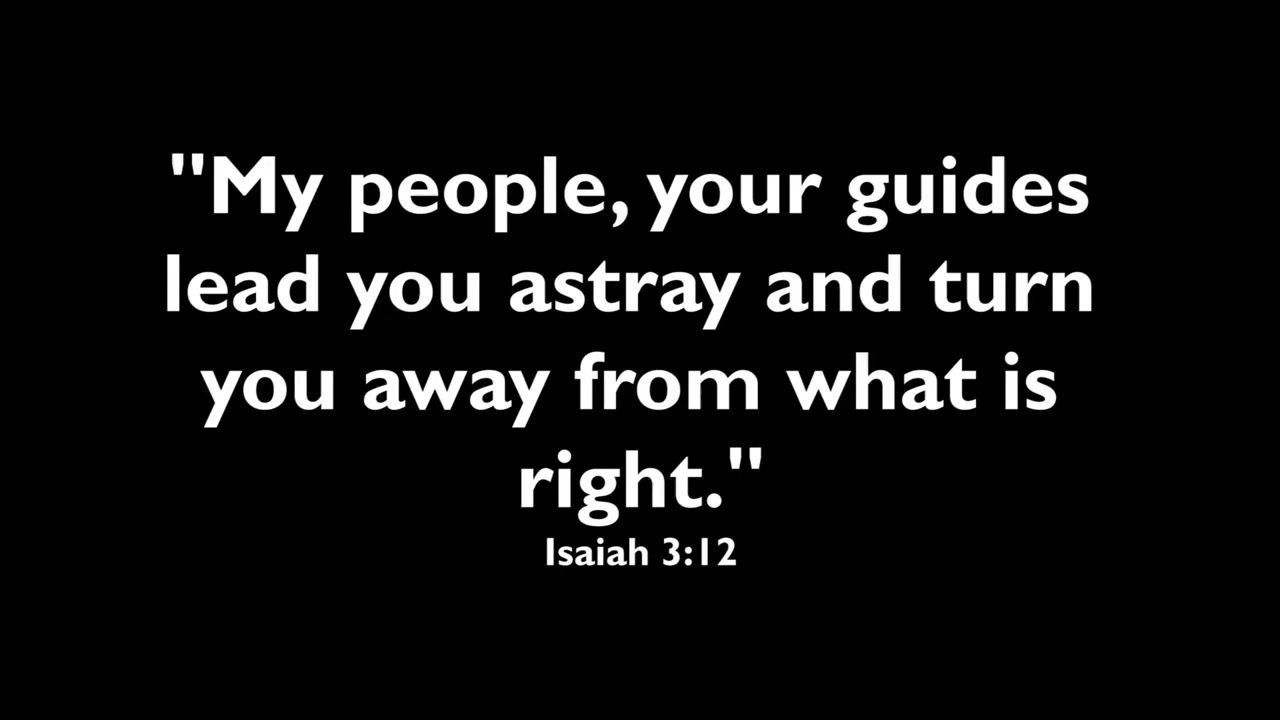 "My people, your guides
lead you astray and turn
you away from what is
right."
Isaiah 3:12